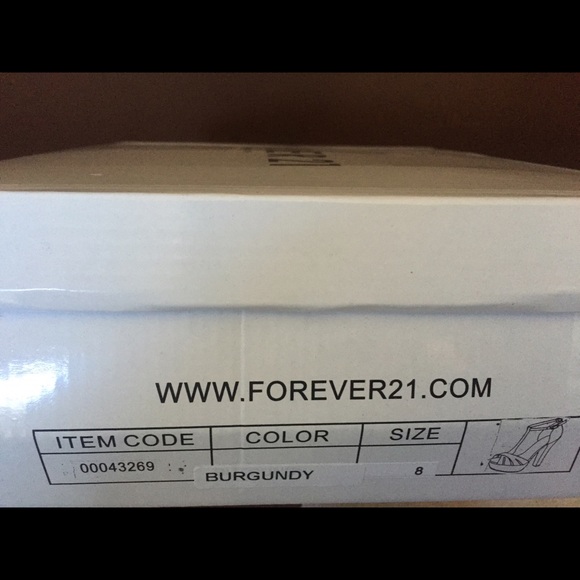 WWW.FOREVER21.COM
ITEM CODE COLOR SIZE
00043269 BURGUNDY 8